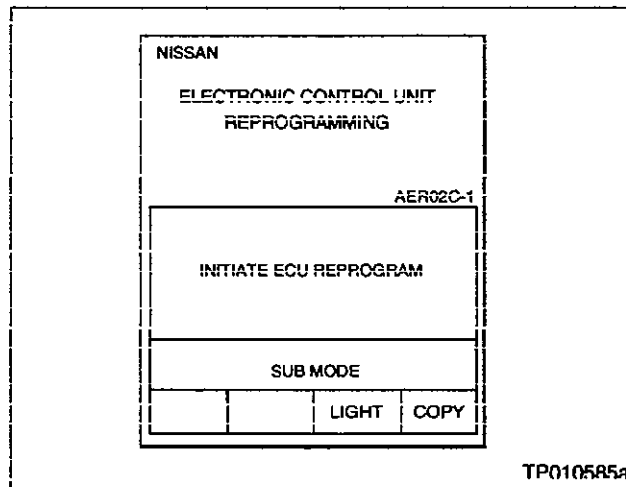 NISSAN
ELECTRONIC CONTROL UNIT
REPROGRAMMING
AER02C-1
INITIATE ECU REPROGRAM
SUB MODE
LIGHT COPY
TP010585a